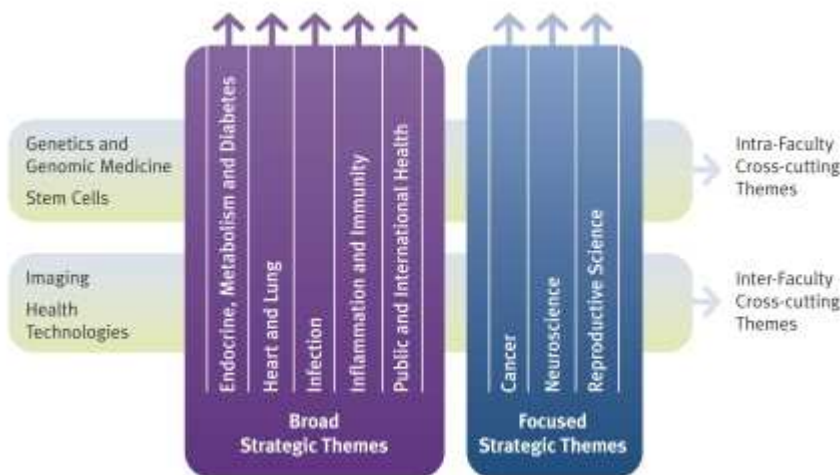 Genetics and
Genomic Medicine
Stem Cells
Imaging
Health
Technologies
Endocrine, Metabolism and Diabetes
Heart and Lung
Infection
Inflammation and Immunity
Public and International Health
Broad
Strategic Themes
Cancer
Neuroscience
Reproductive Science
Focused
Strategic Themes
Intra-Faculty
Cross-cutting
Themes
Inter-Faculty
Cross-cutting
Themes